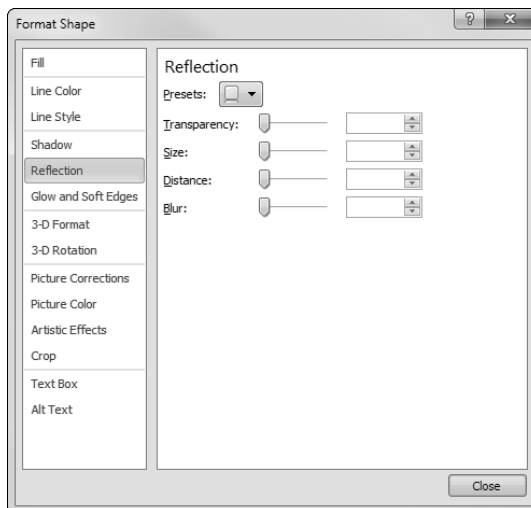 Format Shape
Fill
Line Color
Line Style
Shadow
Reflection
Glow and Soft Edges
3-D Format
3-D Rotation
Picture Corrections
Picture Color
Artistic Effects
Crop
Text Box
Alt Text
Reflection
Presets:
Transparency:
Size:
Distance:
Blur:
Close